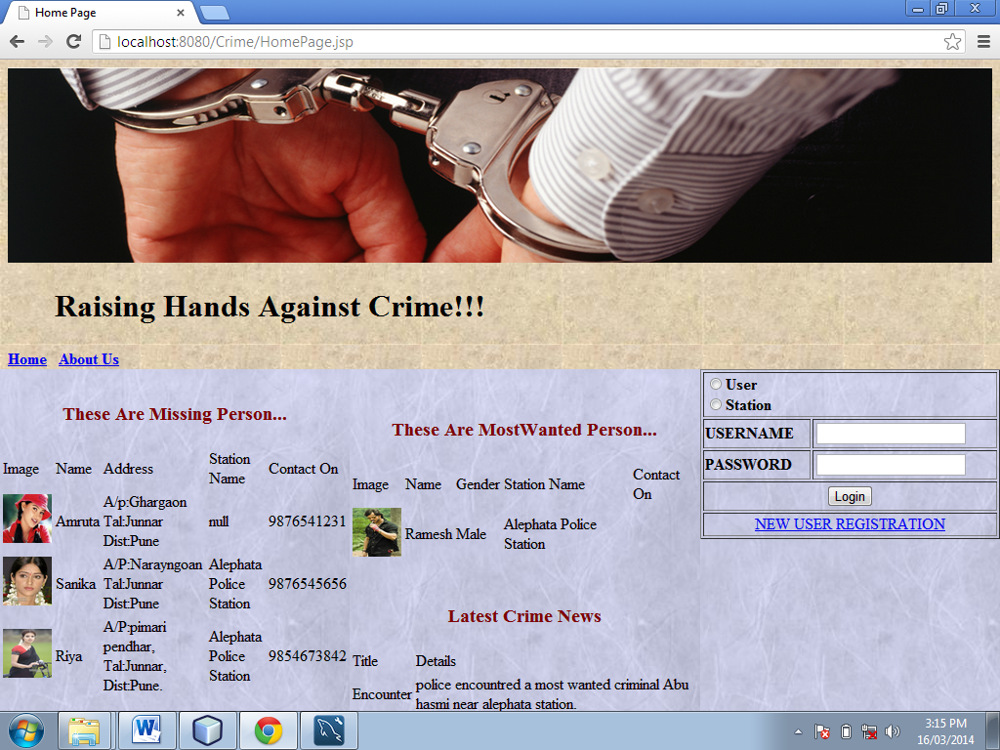 Home Page
localhost:8080/Crime/HomePage.jsp
Raising Hands Against Crime!!!
Home About Us
These Are Missing Person...
Image Name Address Station Name Contact On
Amruta A/p:Ghargaon Tal:Junnar Dist:Pune null 9876541231
Sanika A/P:Narayngoan Tal:Junnar Dist:Pune Alephata Police Station 9876545656
Riya A/P:pimari pendhar, Tal:Junnar, Dist:Pune. Alephata Police Station 9854673842
These Are MostWanted Person...
Image Name Gender Station Name Contact On
Ramesh Male Alephata Police Station
Latest Crime News
Title Details
Encounter police encountred a most wanted criminal Abu
hasmi near alephata station.
User
Station
USERNAME
PASSWORD
Login
NEW USER REGISTRATION
3:15 PM
16/03/2014